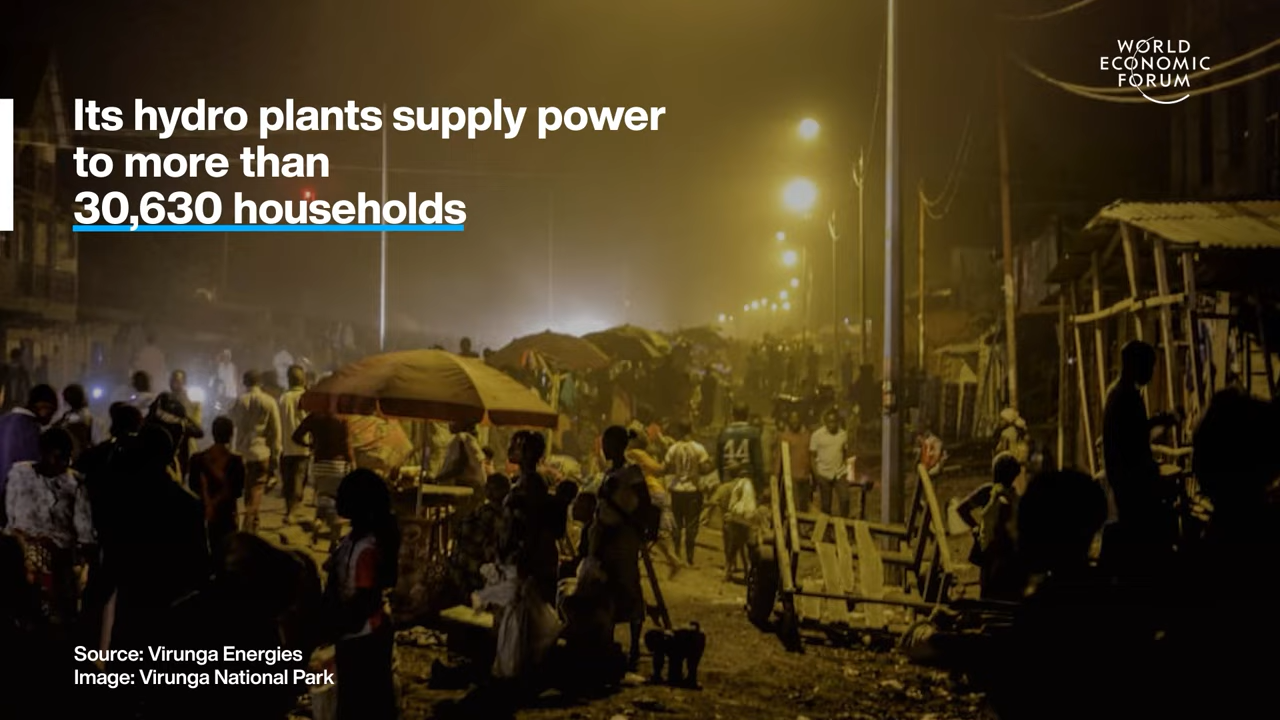 Its hydro plants supply power
to more than
30,630 households
WORLD
ECONOMIC
FORUM
44
Source: Virunga Energies
Image: Virunga National Park